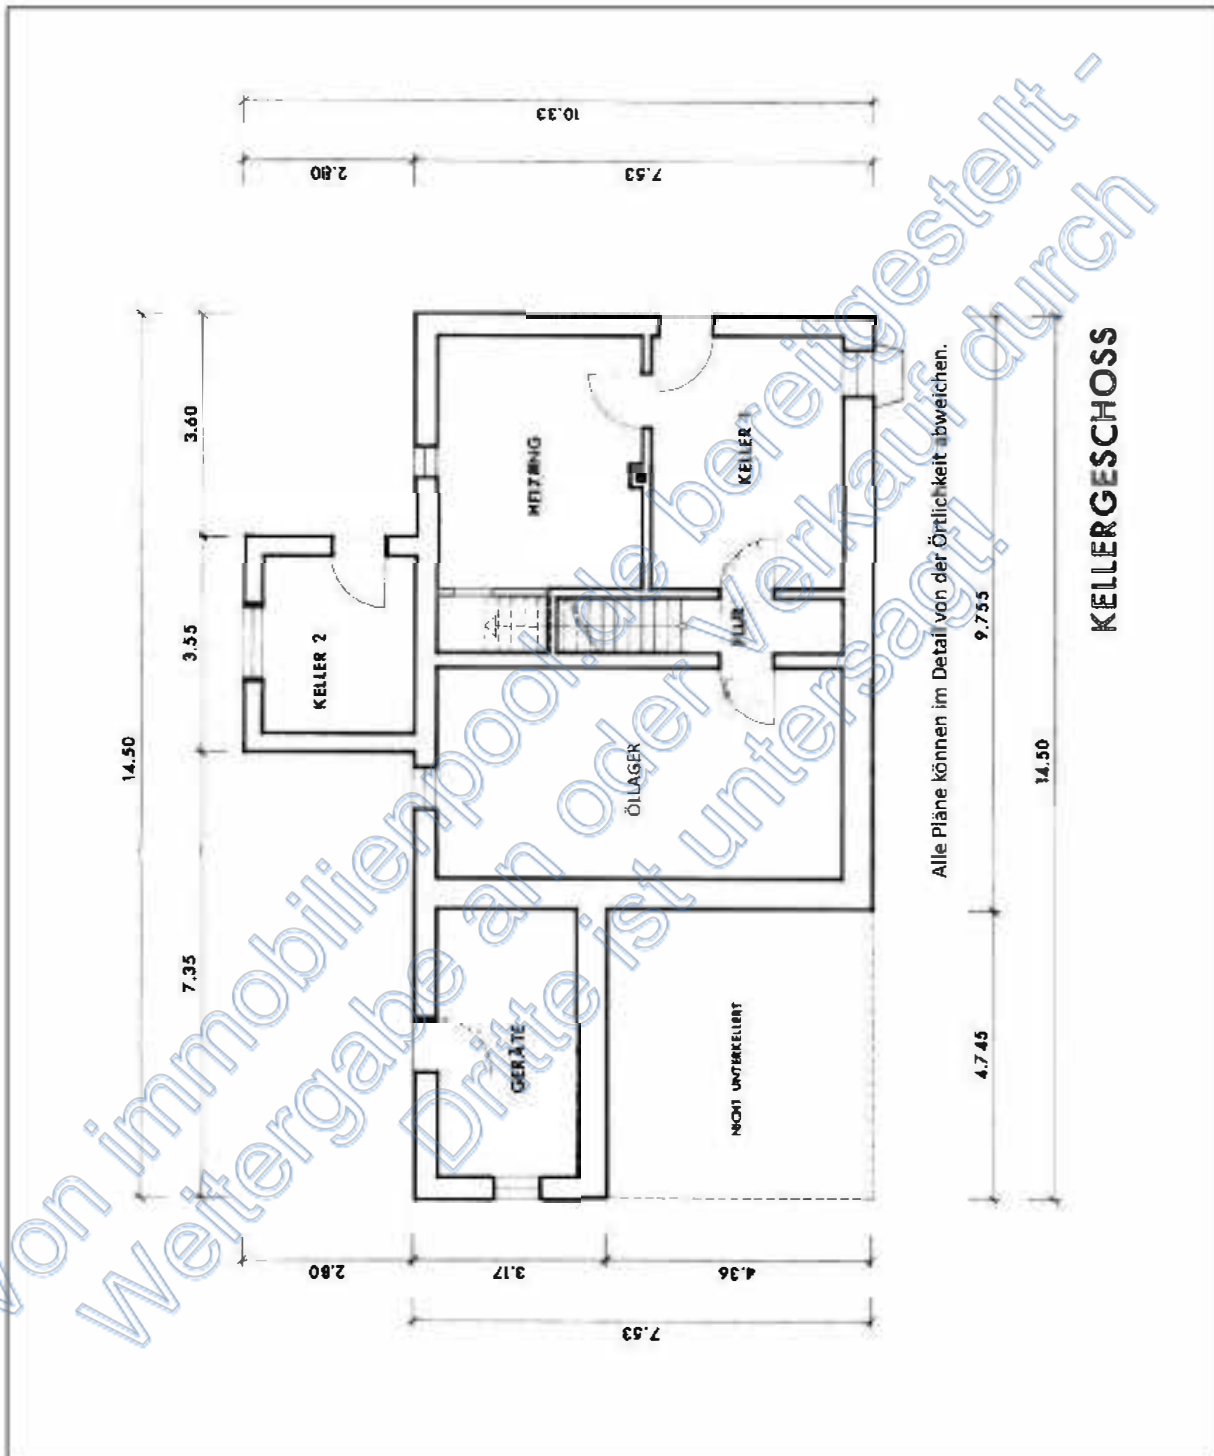 KELLERGESCHOSS
14.50
7.35
3.55
3.60
2.80
7.53
10.33
2.80
3.17
4.36
7.53
KELLER 2
HEIZUNG
KELLER 1
FLUR
ÖLLAGER
GERÄTE
NICHT UNTERKELLERT
Alle Pläne können im Detail von der Örtlichkeit abweichen.
4.745
9.755
14.50
von immobilienpool.de bereitgestellt -
Weitergabe an oder Verkauf durch
Dritte ist untersagt!